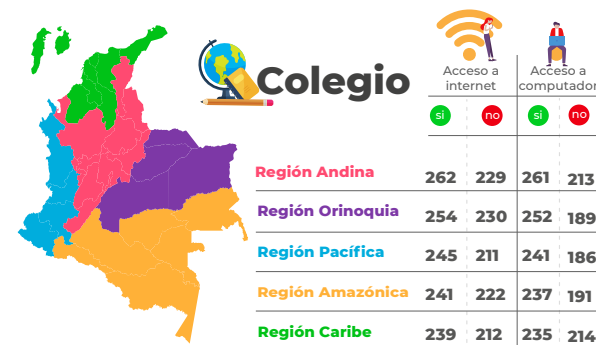 Colegio
Acceso a
internet
Acceso a
computador
si no si no
Región Andina 262 229 261 213
Región Orinoquia 254 230 252 189
Región Pacífica 245 211 241 186
Región Amazónica 241 222 237 191
Región Caribe 239 212 235 214